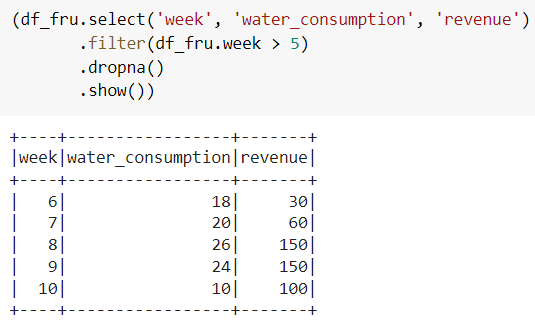 (df_fru.select('week', 'water_consumption', 'revenue')
       .filter(df_fru.week > 5)
       .dropna()
       .show())
+----+-----------------+-------+
|week|water_consumption|revenue|
+----+-----------------+-------+
|   6|               18|     30|
|   7|               20|     60|
|   8|               26|    150|
|   9|               24|    150|
|  10|               10|    100|
+----+-----------------+-------+